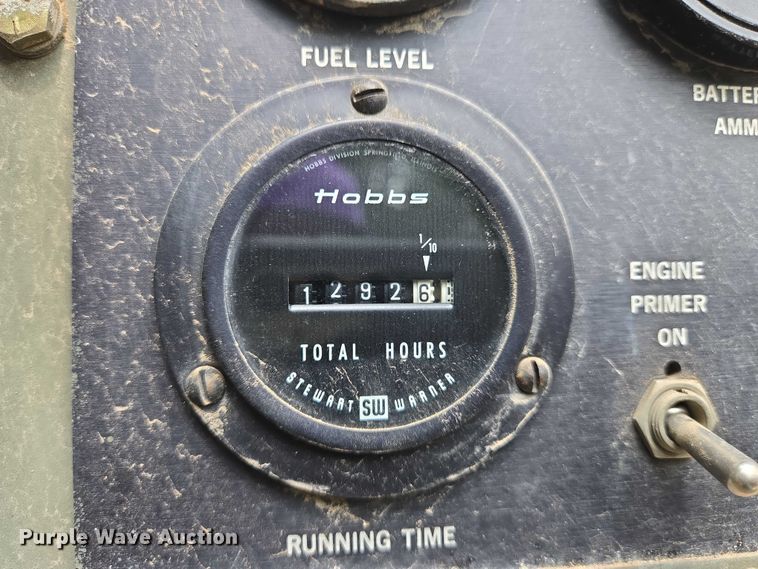 FUEL LEVEL
HOBBS DIVISION SPRINGFIELD, ILLINOIS
Hobbs
1/10
1 2 9 2 6
TOTAL HOURS
STEWART SW WARNER
RUNNING TIME
BATTER
AMM
ENGINE
PRIMER
ON
Purple Wave Auction